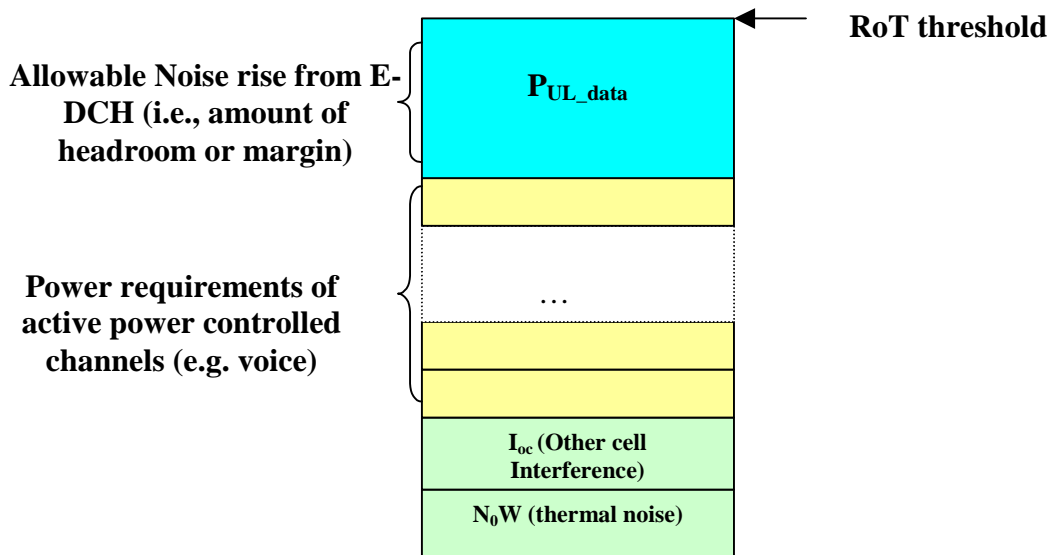 RoT threshold
Allowable Noise rise from E-
DCH (i.e., amount of
headroom or margin)
P_UL_data
Power requirements of
active power controlled
channels (e.g. voice)
...
I_oc (Other cell
Interference)
N_0W (thermal noise)